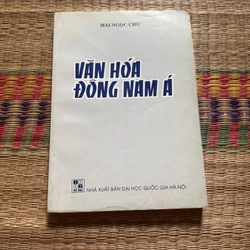 MAI NGỌC CHỪ
VĂN HÓA
ĐÔNG NAM Á
NHÀ XUẤT BẢN ĐẠI HỌC QUỐC GIA HÀ NỘI